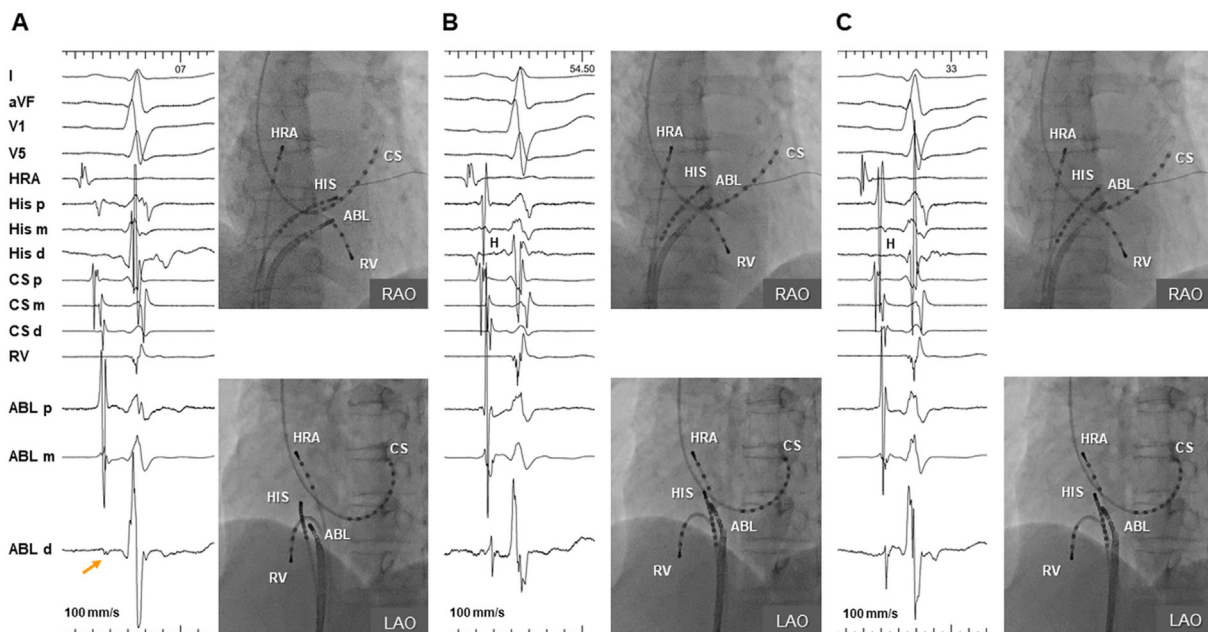 A
07
I
aVF
V1
V5
HRA
His p
His m
His d
CS p
CS m
CS d
RV
ABL p
ABL m
ABL d
100 mm/s
HRA
CS
HIS
ABL
RV
RAO
HRA
CS
HIS
ABL
RV
LAO
B
54.50
H
100 mm/s
HRA
CS
HIS
ABL
RV
RAO
HRA
CS
HIS
ABL
RV
LAO
C
33
H
100 mm/s
HRA
CS
HIS
ABL
RV
RAO
HRA
CS
HIS
ABL
RV
LAO